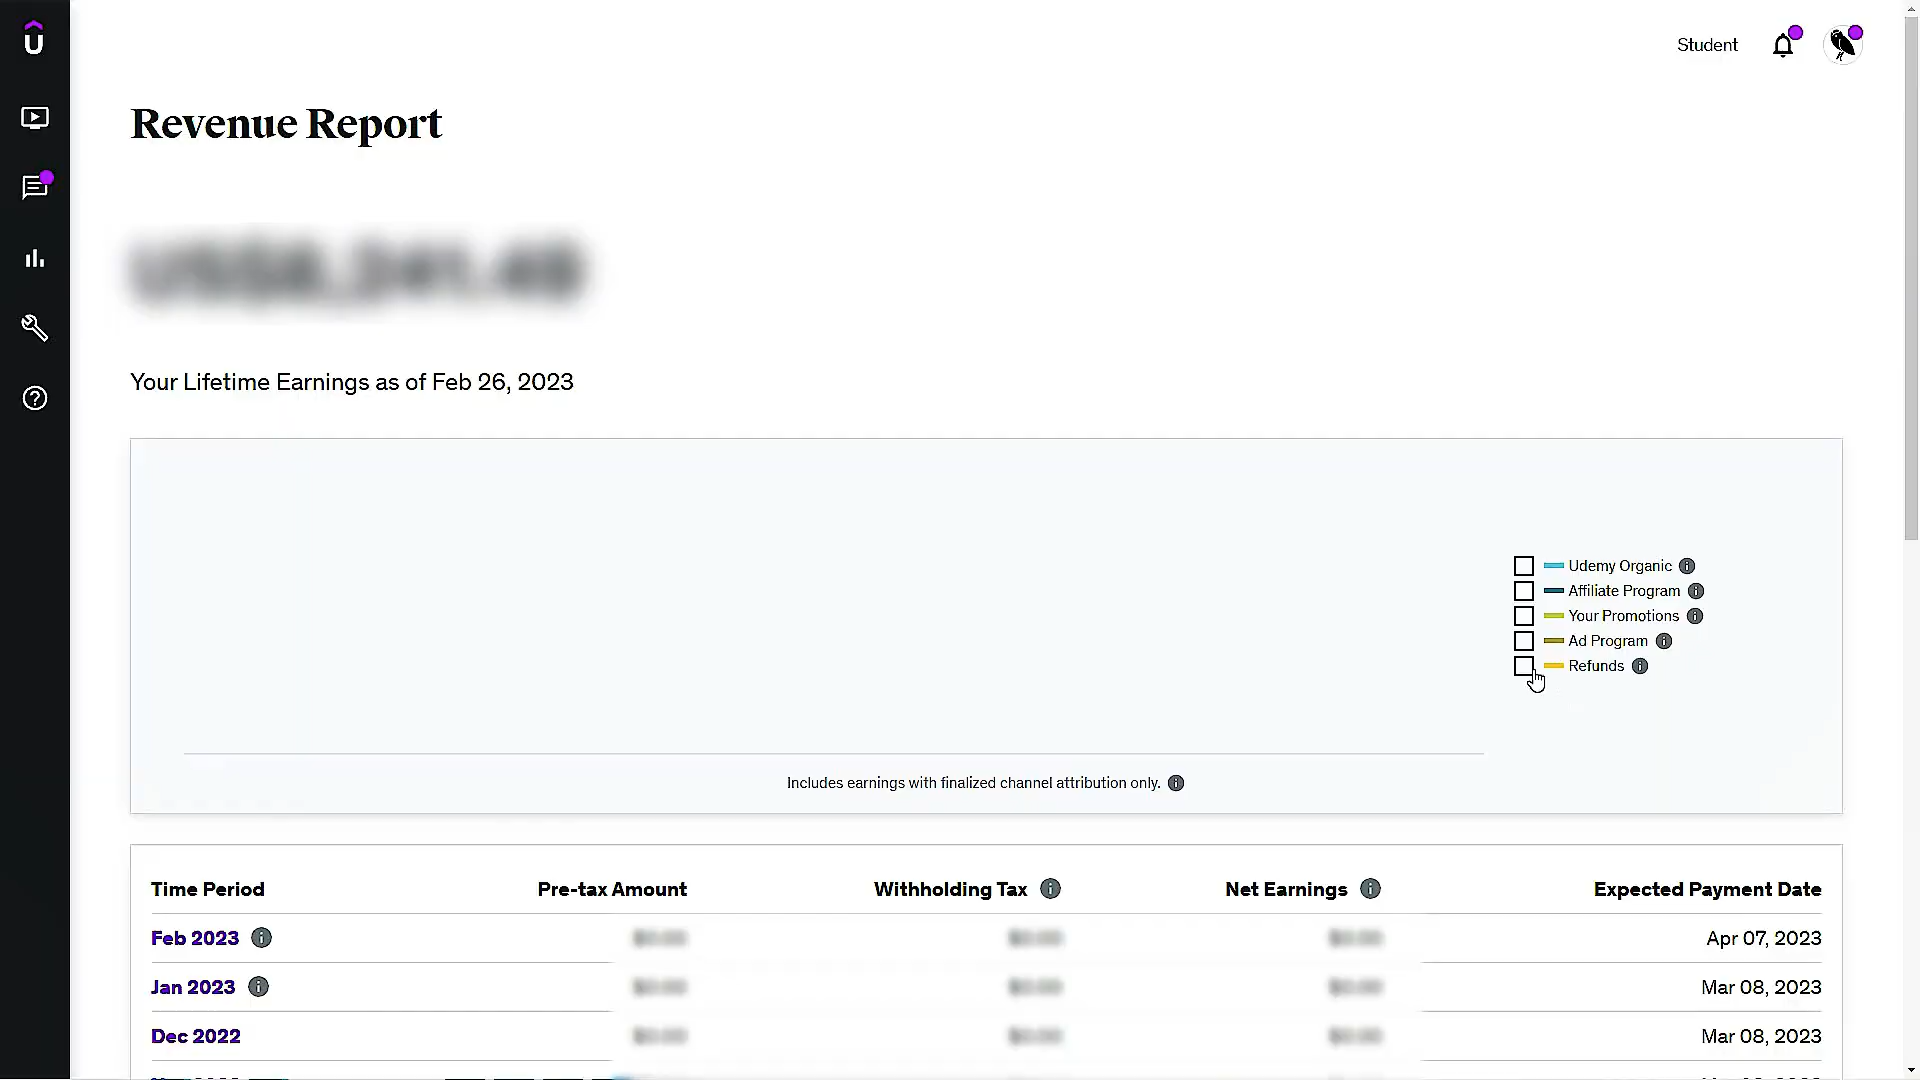 Student
Revenue Report
Your Lifetime Earnings as of Feb 26, 2023
Udemy Organic
Affiliate Program
Your Promotions
Ad Program
Refunds
Includes earnings with finalized channel attribution only.
Time Period Pre-tax Amount Withholding Tax Net Earnings Expected Payment Date
Feb 2023 Apr 07, 2023
Jan 2023 Mar 08, 2023
Dec 2022 Mar 08, 2023